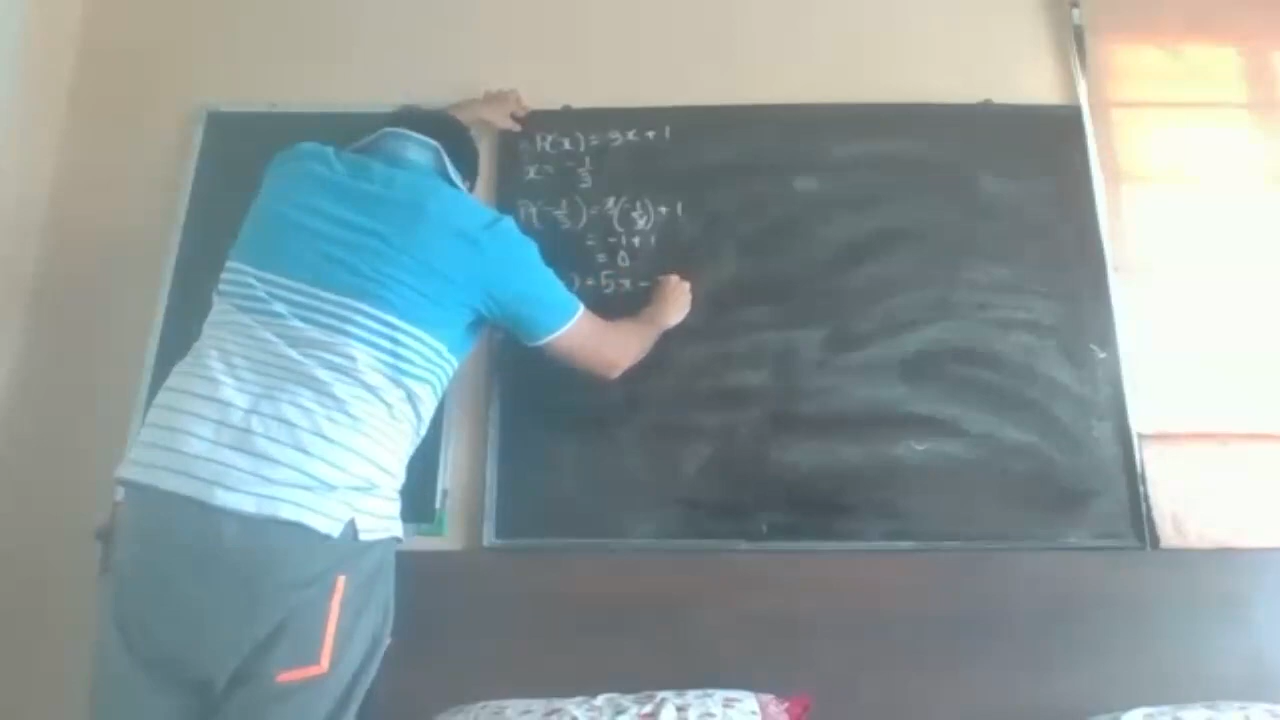 P(x) = 3x + 1
x = -1/3
P(-1/3) = 3(-1/3) + 1
= -1 + 1
= 0
) = 5x -